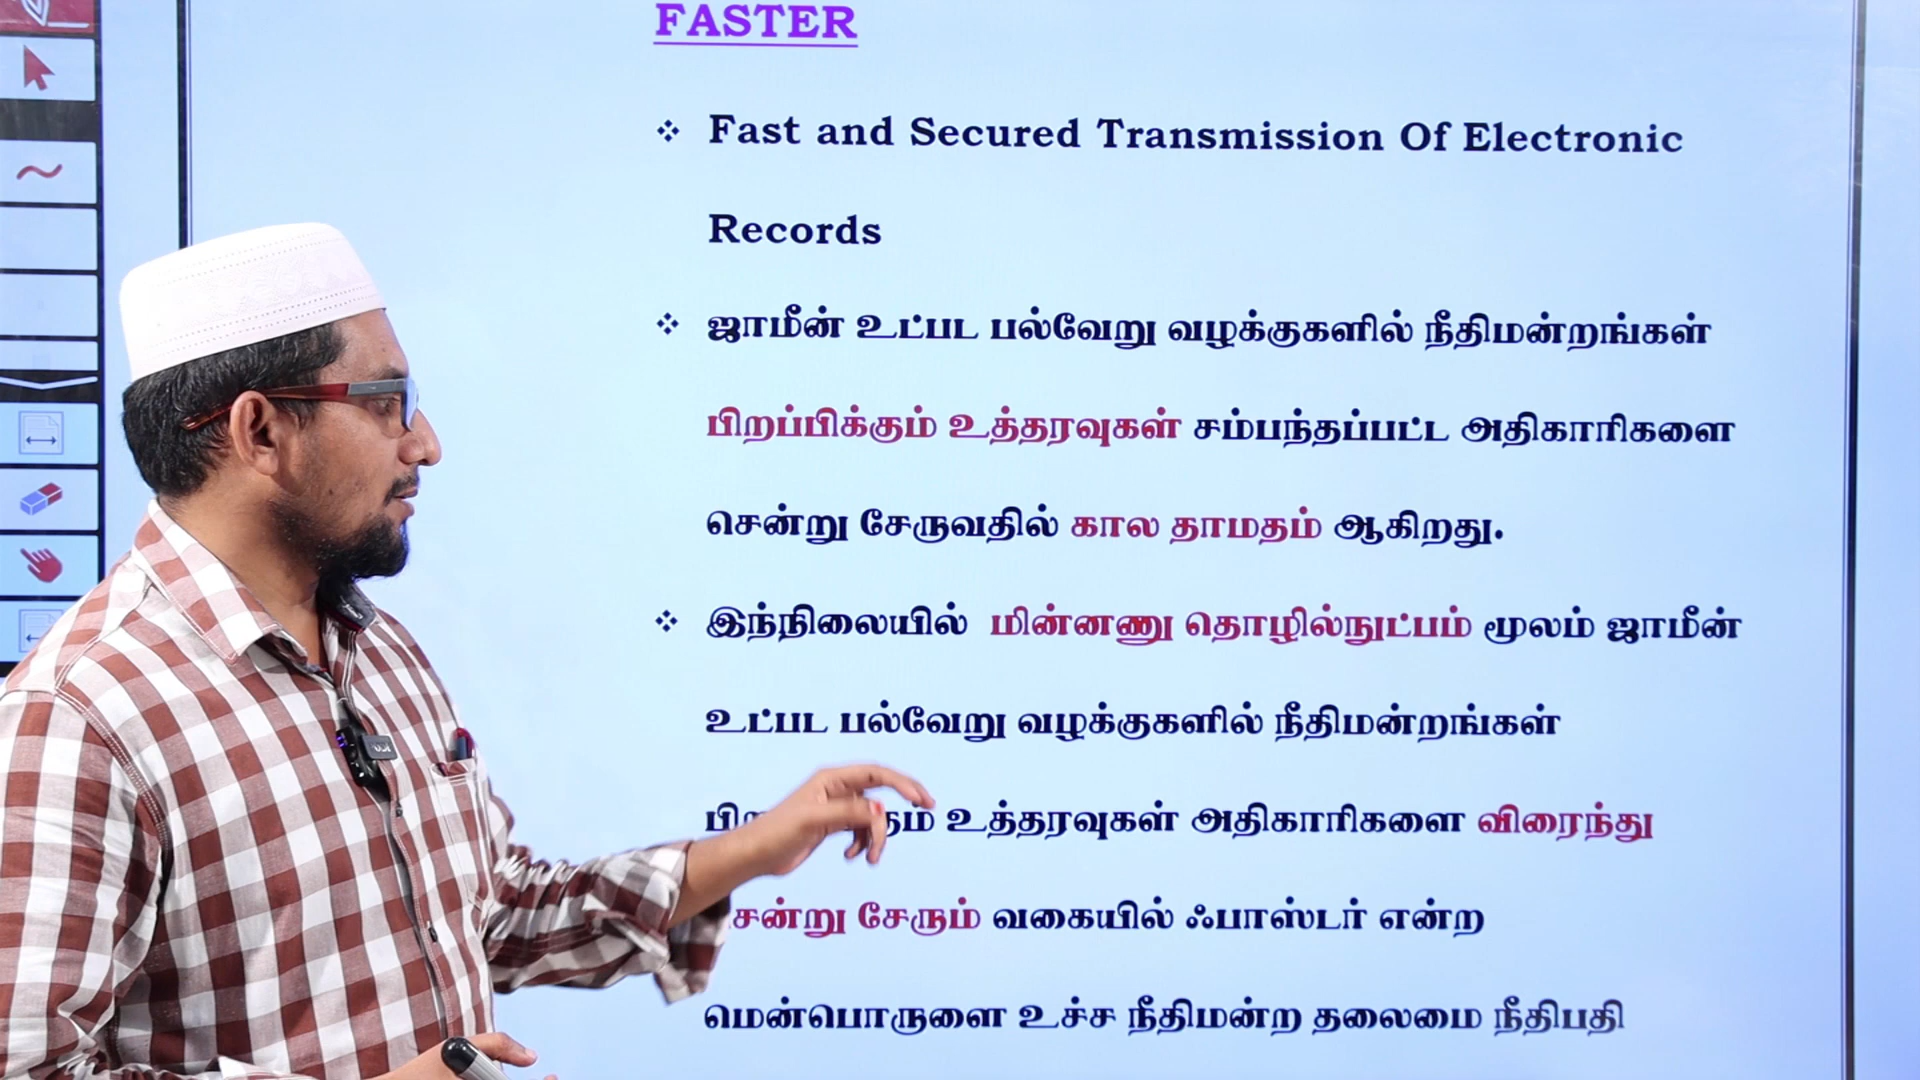 FASTER
❖ Fast and Secured Transmission Of Electronic
Records
❖ ஜாமீன் உட்பட பல்வேறு வழக்குகளில் நீதிமன்றங்கள்
பிறப்பிக்கும் உத்தரவுகள் சம்பந்தப்பட்ட அதிகாரிகளை
சென்று சேருவதில் கால தாமதம் ஆகிறது.
❖ இந்நிலையில் மின்னணு தொழில்நுட்பம் மூலம் ஜாமீன்
உட்பட பல்வேறு வழக்குகளில் நீதிமன்றங்கள்
உத்தரவுகள் அதிகாரிகளை விரைந்து
சென்று சேரும் வகையில் ஃபாஸ்டர் என்ற
மென்பொருளை உச்ச நீதிமன்ற தலைமை நீதிபதி